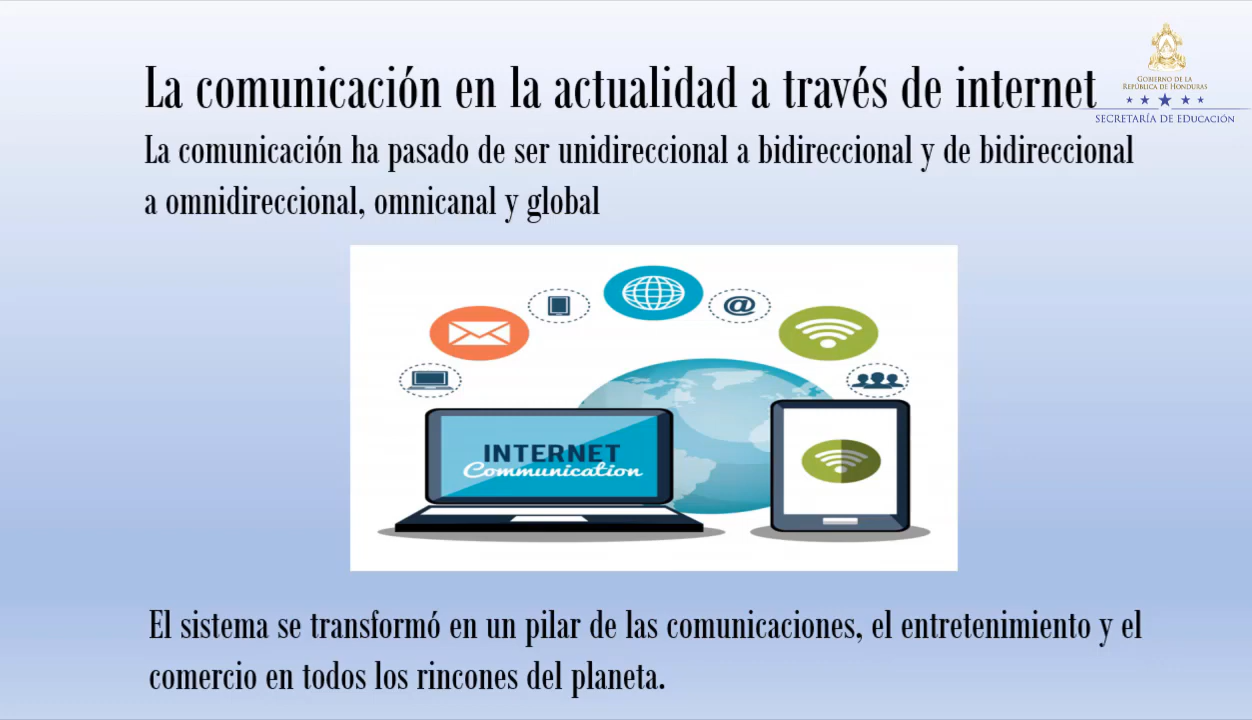 La comunicación en la actualidad a través de internet
GOBIERNO DE LA
REPÚBLICA DE HONDURAS
SECRETARÍA DE EDUCACIÓN
La comunicación ha pasado de ser unidireccional a bidireccional y de bidireccional
a omnidireccional, omnicanal y global
@
INTERNET
Communication
El sistema se transformó en un pilar de las comunicaciones, el entretenimiento y el
comercio en todos los rincones del planeta.